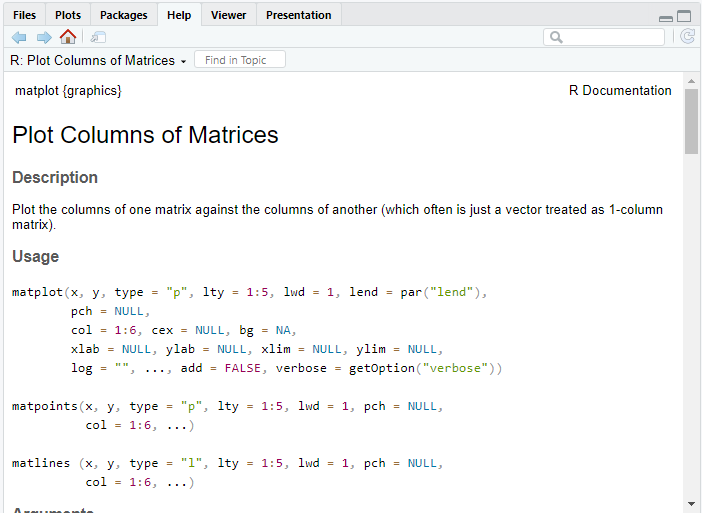 Files Plots Packages Help Viewer Presentation
R: Plot Columns of Matrices Find in Topic
matplot {graphics} R Documentation
Plot Columns of Matrices
Description
Plot the columns of one matrix against the columns of another (which often is just a vector treated as 1-column
matrix).
Usage
matplot(x, y, type = "p", lty = 1:5, lwd = 1, lend = par("lend"),
        pch = NULL,
        col = 1:6, cex = NULL, bg = NA,
        xlab = NULL, ylab = NULL, xlim = NULL, ylim = NULL,
        log = "", ..., add = FALSE, verbose = getOption("verbose"))
matpoints(x, y, type = "p", lty = 1:5, lwd = 1, pch = NULL,
          col = 1:6, ...)
matlines (x, y, type = "l", lty = 1:5, lwd = 1, pch = NULL,
          col = 1:6, ...)
Arguments